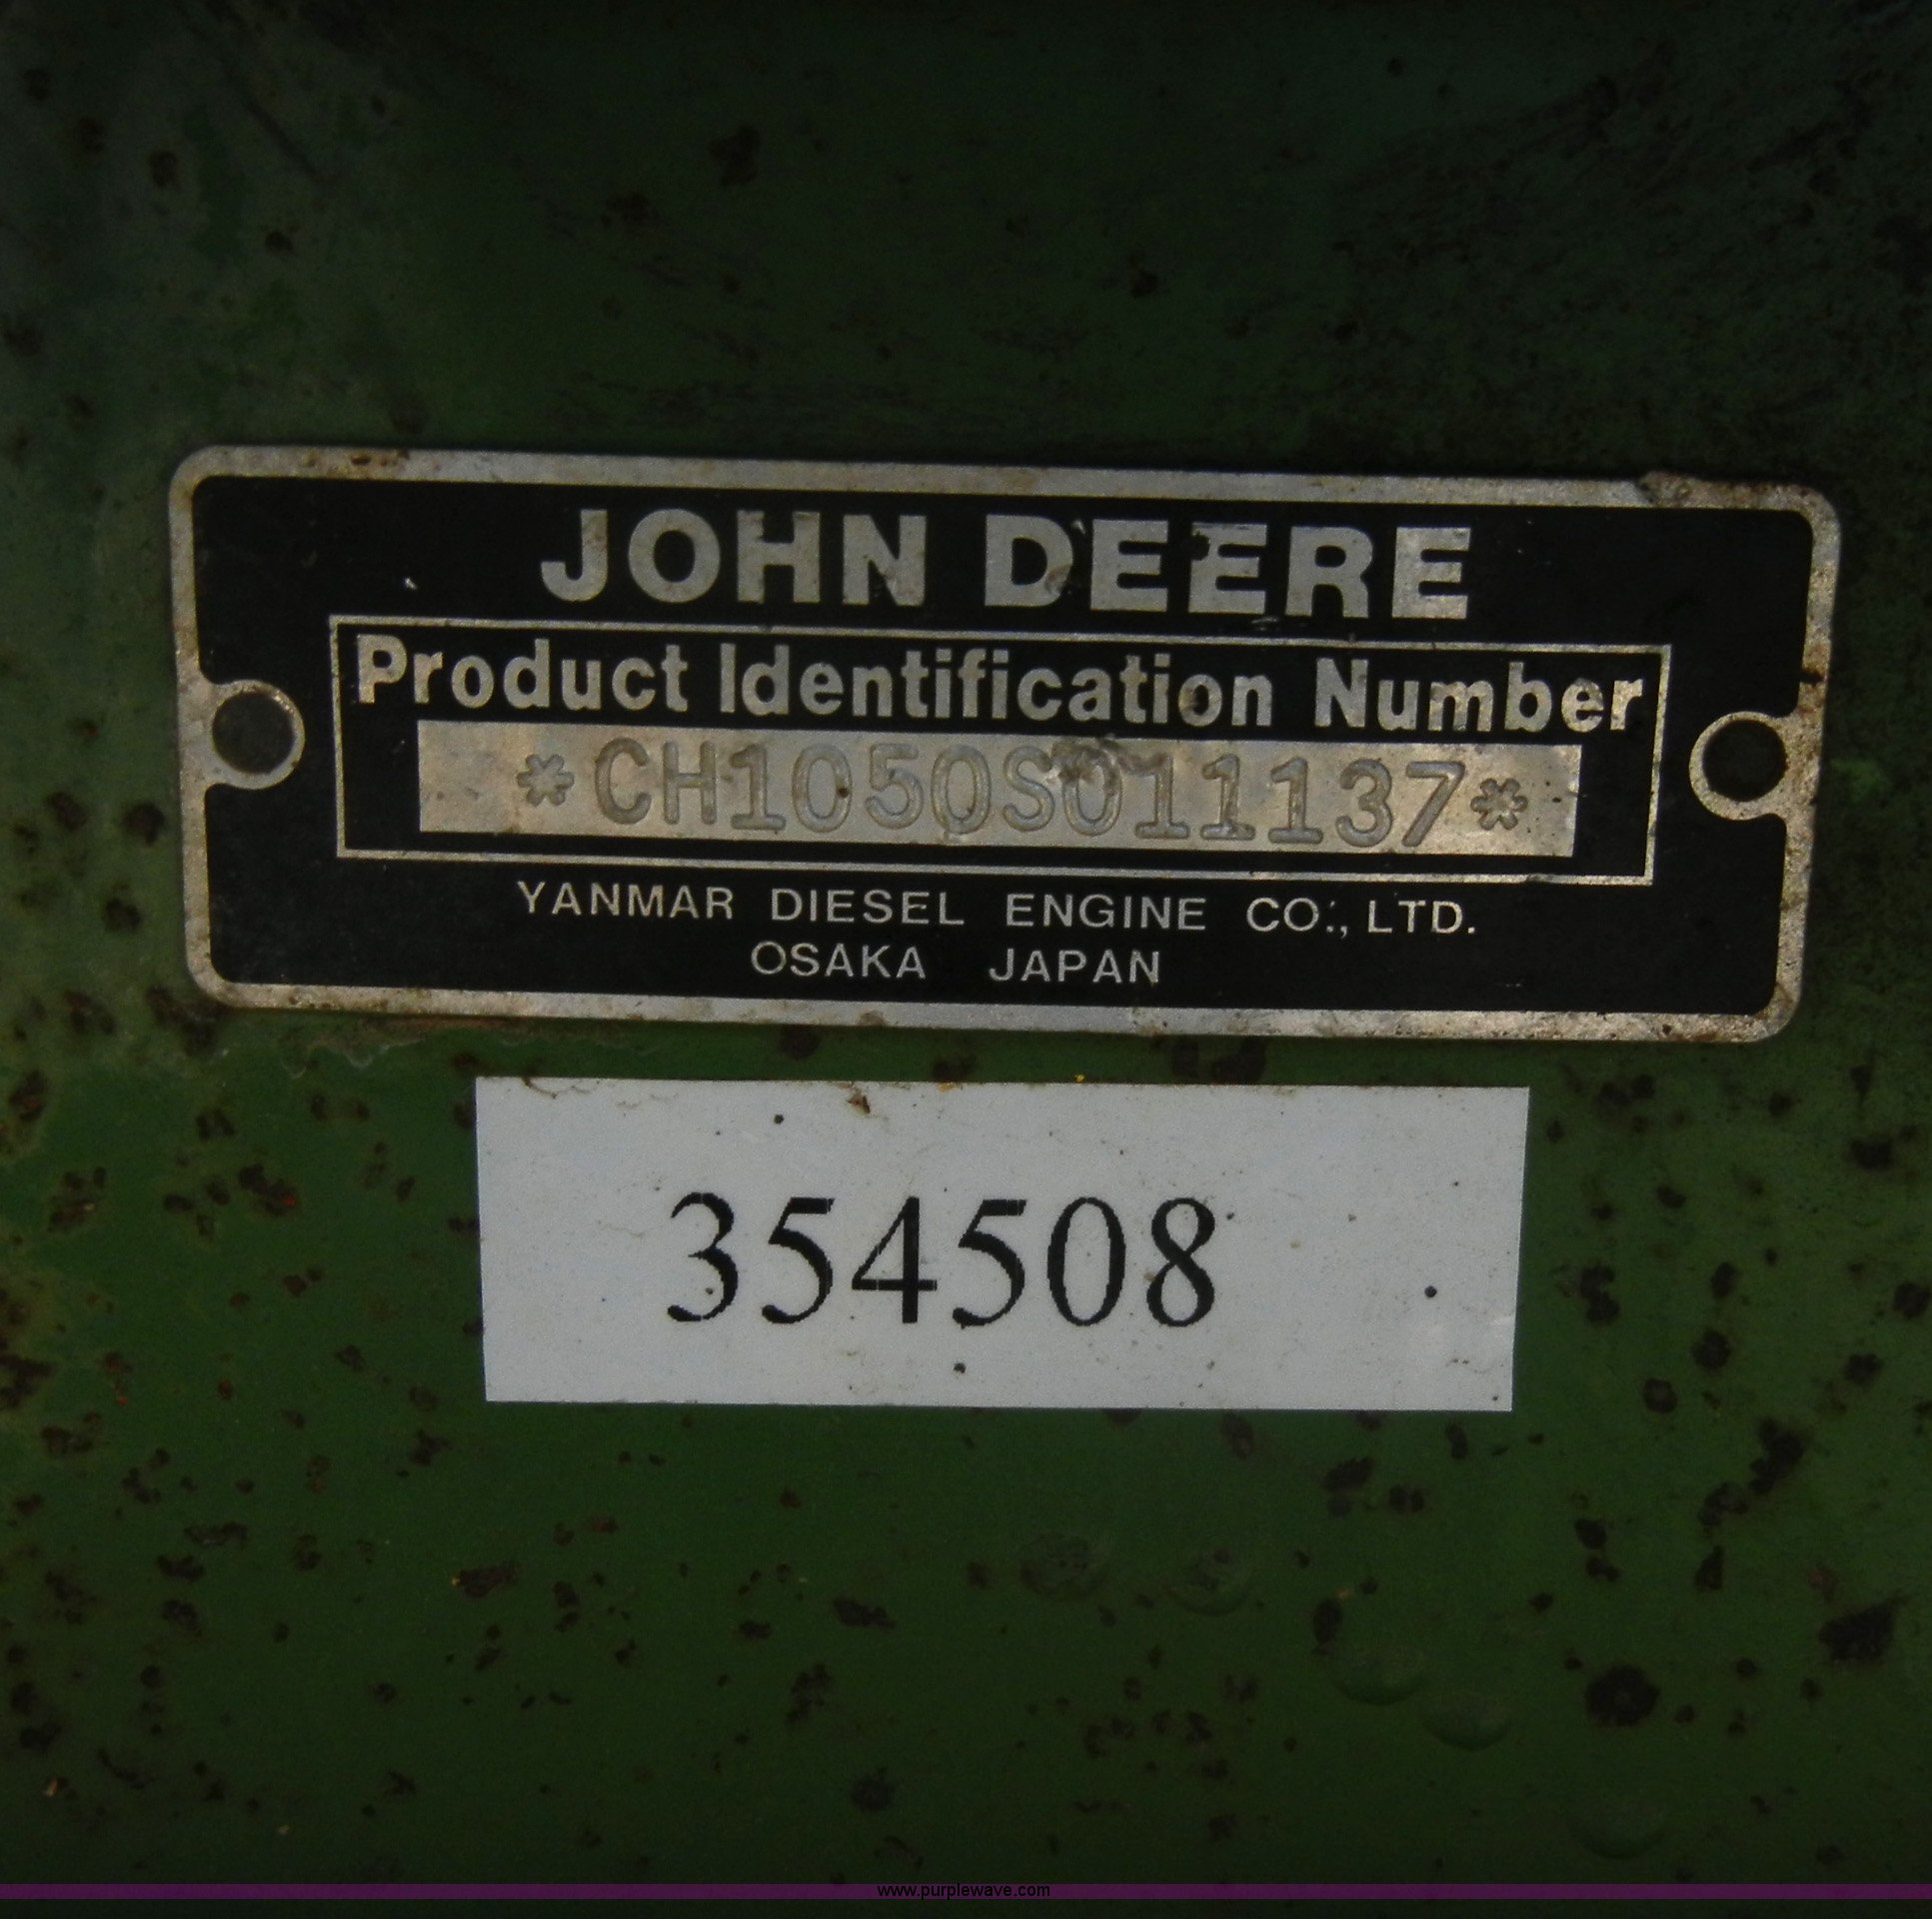 JOHN DEERE
Product Identification Number
*CH1050S011137*
YANMAR DIESEL ENGINE CO., LTD.
OSAKA JAPAN
354508
www.purplewave.com